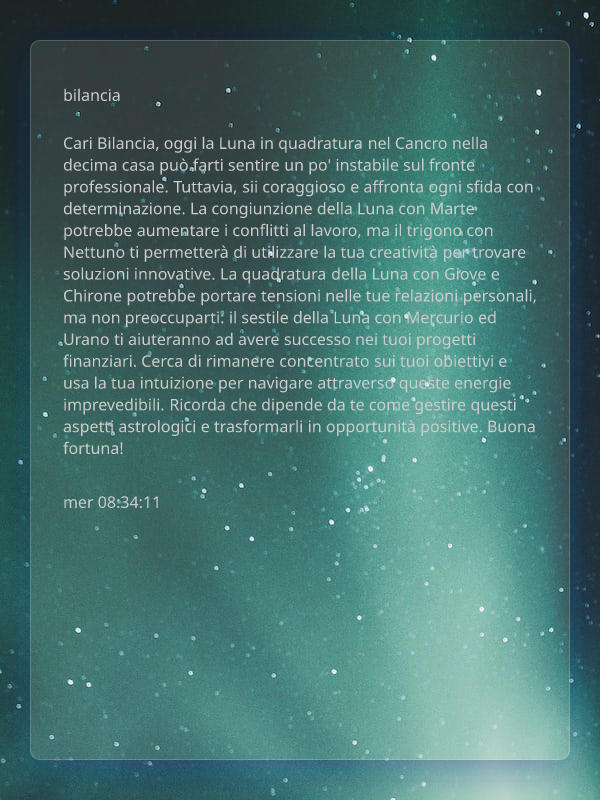 bilancia
Cari Bilancia, oggi la Luna in quadratura nel Cancro nella
decima casa può farti sentire un po' instabile sul fronte
professionale. Tuttavia, sii coraggioso e affronta ogni sfida con
determinazione. La congiunzione della Luna con Marte
potrebbe aumentare i conflitti al lavoro, ma il trigono con
Nettuno ti permetterà di utilizzare la tua creatività per trovare
soluzioni innovative. La quadratura della Luna con Giove e
Chirone potrebbe portare tensioni nelle tue relazioni personali,
ma non preoccuparti: il sestile della Luna con Mercurio ed
Urano ti aiuteranno ad avere successo nei tuoi progetti
finanziari. Cerca di rimanere concentrato sui tuoi obiettivi e
usa la tua intuizione per navigare attraverso queste energie
imprevedibili. Ricorda che dipende da te come gestire questi
aspetti astrologici e trasformarli in opportunità positive. Buona
fortuna!
mer 08:34:11